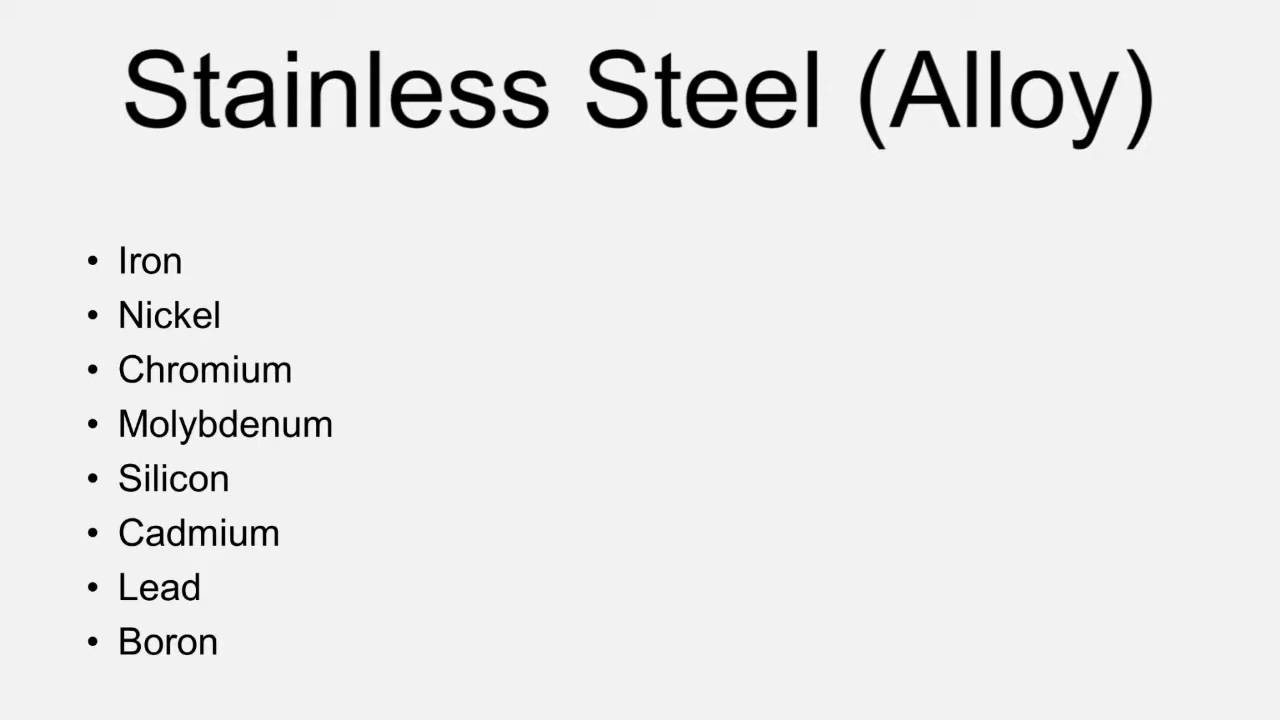 Stainless Steel (Alloy)
• Iron
• Nickel
• Chromium
• Molybdenum
• Silicon
• Cadmium
• Lead
• Boron